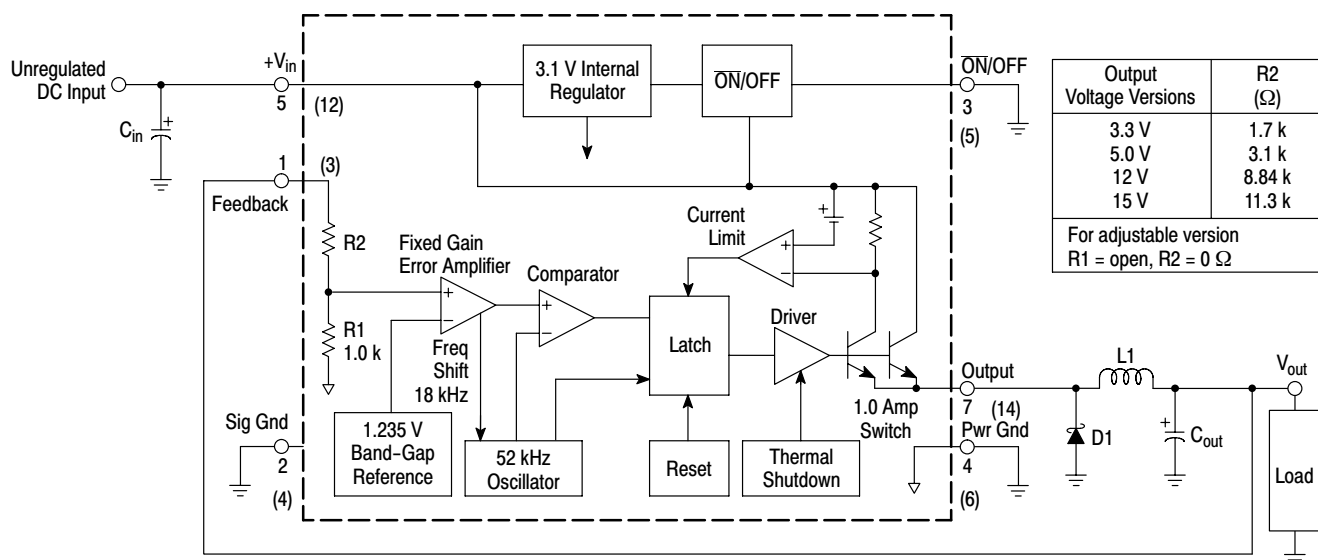 Unregulated
DC Input
+Vin
5
(12)
Cin
+
3.1 V Internal
Regulator
ON/OFF
ON/OFF
3
(5)
Output
Voltage Versions
R2
(Ω)
3.3 V
1.7 k
5.0 V
3.1 k
12 V
8.84 k
15 V
11.3 k
For adjustable version
R1 = open, R2 = 0 Ω
1
(3)
Feedback
R2
Fixed Gain
Error Amplifier
Comparator
Current
Limit
+
+
−
+
−
+
−
R1
1.0 k
Freq
Shift
18 kHz
Latch
Driver
Output
7
(14)
1.0 Amp
Switch
L1
Vout
D1
+
Cout
Load
Sig Gnd
2
(4)
1.235 V
Band−Gap
Reference
52 kHz
Oscillator
Reset
Thermal
Shutdown
Pwr Gnd
4
(6)